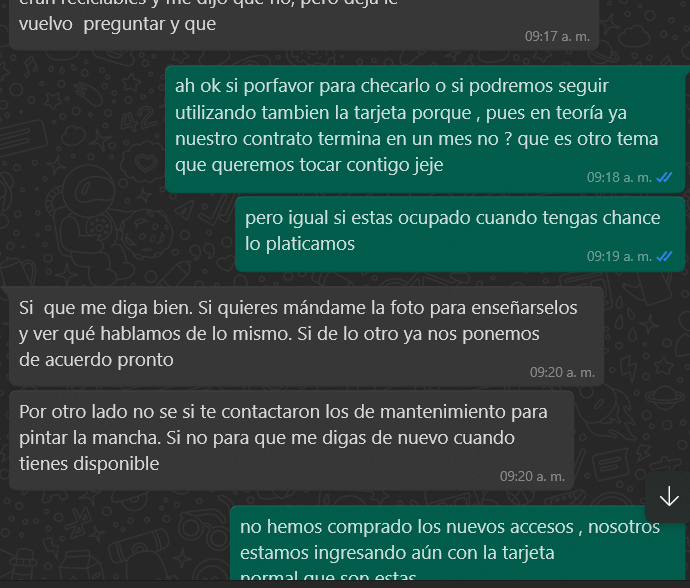 eran reciclables y me dijo que no, pero deja le
vuelvo  preguntar y que
09:17 a. m.
ah ok si porfavor para checarlo o si podremos seguir
utilizando tambien la tarjeta porque , pues en teoría ya
nuestro contrato termina en un mes no ? que es otro tema
que queremos tocar contigo jeje
09:18 a. m.
pero igual si estas ocupado cuando tengas chance
lo platicamos
09:19 a. m.
Si  que me diga bien. Si quieres mándame la foto para enseñarselos
y ver qué hablamos de lo mismo. Si de lo otro ya nos ponemos
de acuerdo pronto
09:20 a. m.
Por otro lado no se si te contactaron los de mantenimiento para
pintar la mancha. Si no para que me digas de nuevo cuando
tienes disponible
09:20 a. m.
no hemos comprado los nuevos accesos , nosotros
estamos ingresando aún con la tarjeta
normal que son estas